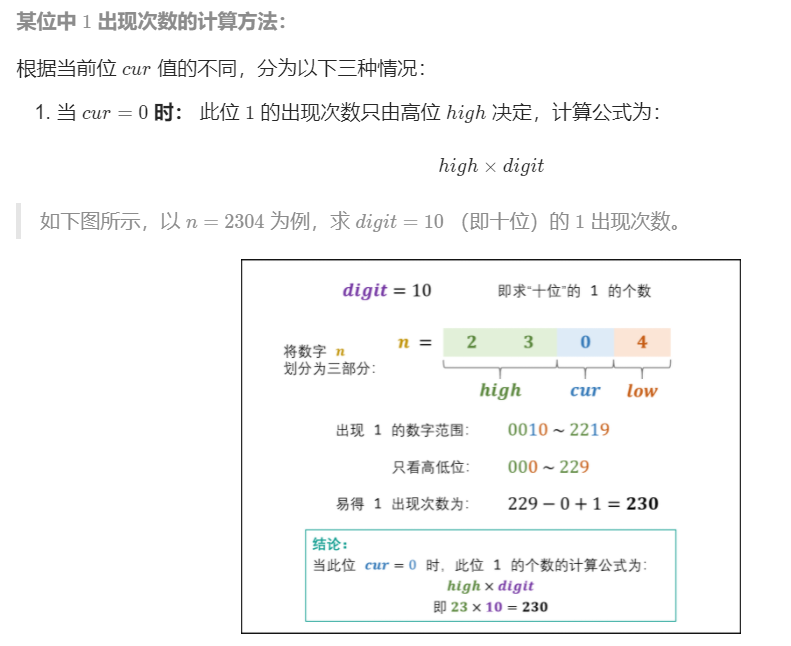 某位中 1 出现次数的计算方法：
根据当前位 cur 值的不同，分为以下三种情况：
1. 当 cur = 0 时： 此位 1 的出现次数只由高位 high 决定，计算公式为：
high × digit
如下图所示，以 n = 2304 为例，求 digit = 10 （即十位）的 1 出现次数。
digit = 10 即求“十位”的 1 的个数
将数字 n
划分为三部分：
n = 2 3 0 4
high cur low
出现 1 的数字范围： 0010 ~ 2219
只看高低位： 000 ~ 229
易得 1 出现次数为： 229 − 0 + 1 = 230
结论：
当此位 cur = 0 时，此位 1 的个数的计算公式为：
high × digit
即 23 × 10 = 230